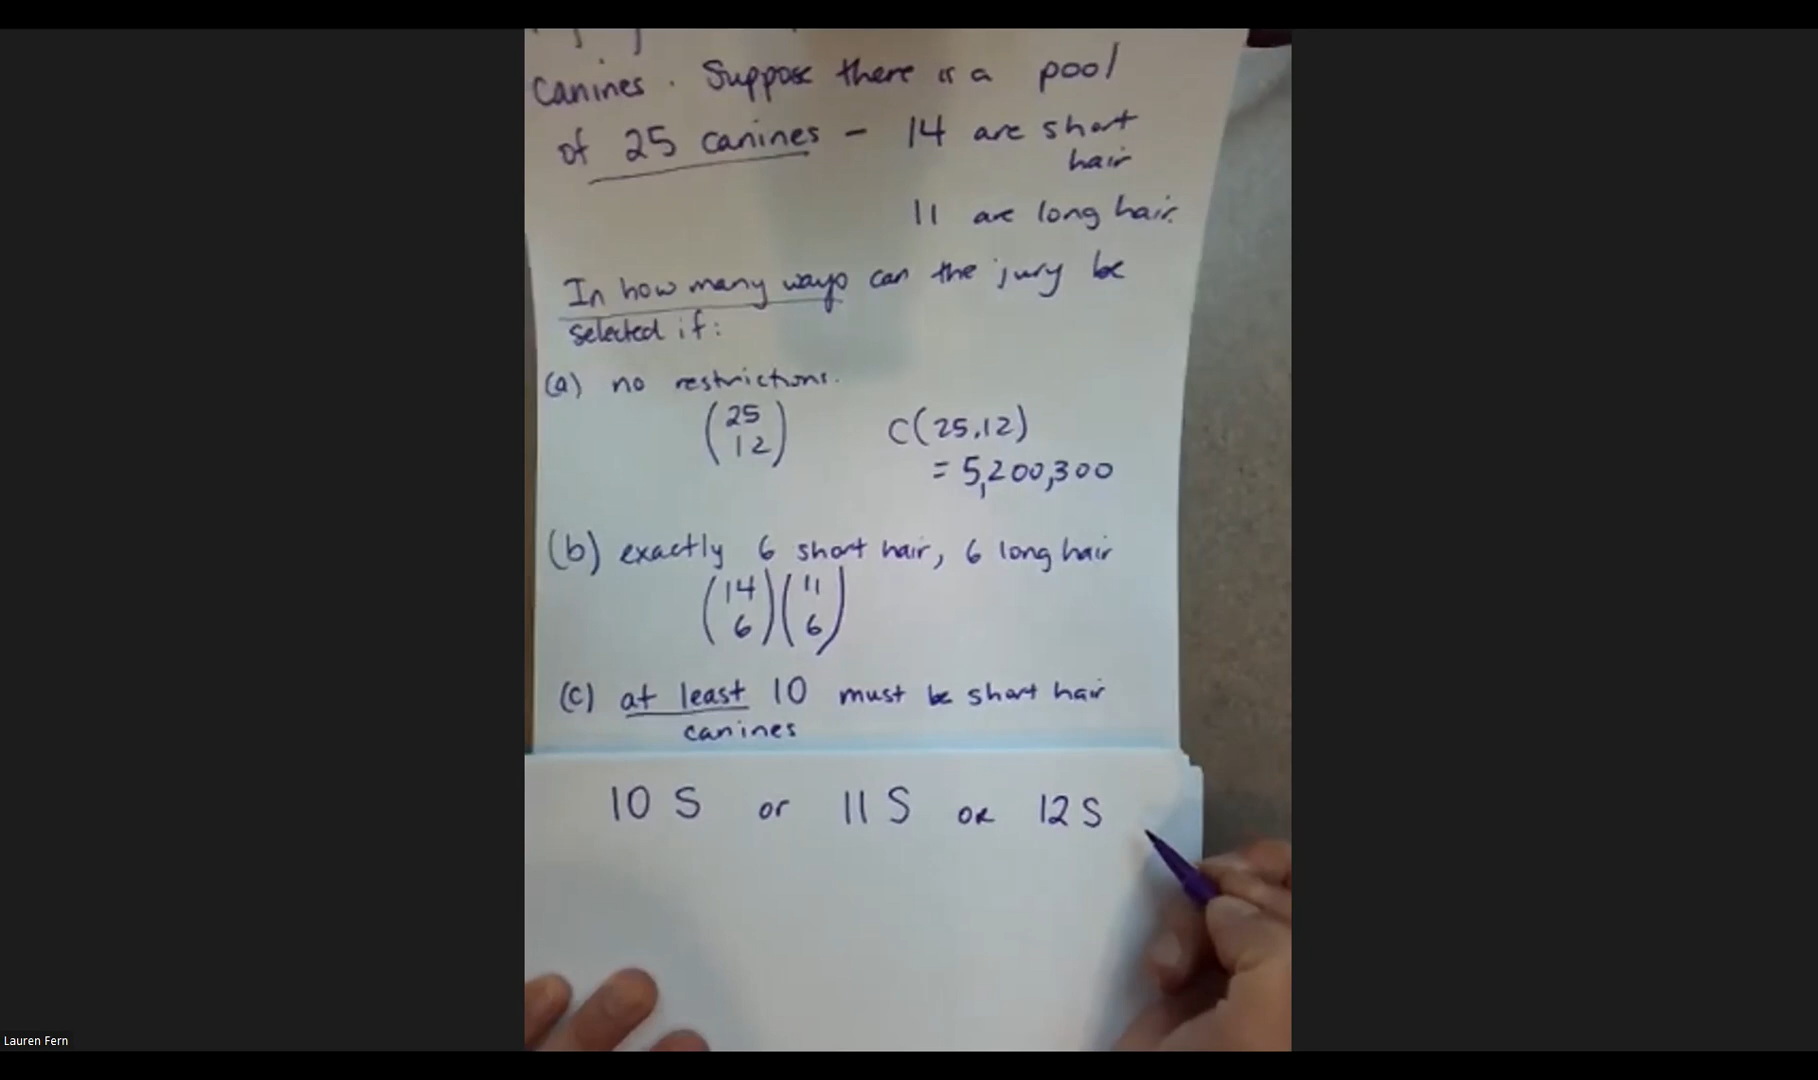 canines. Suppose there is a pool
of 25 canines - 14 are short
hair
11 are long hair.
In how many ways can the jury be
selected if:
(a) no restrictions.
(25
12)
C(25,12)
= 5,200,300
(b) exactly 6 short hair, 6 long hair
(14
6)(11
6)
(c) at least 10 must be short hair
canines
10 S or 11 S or 12 S
Lauren Fern